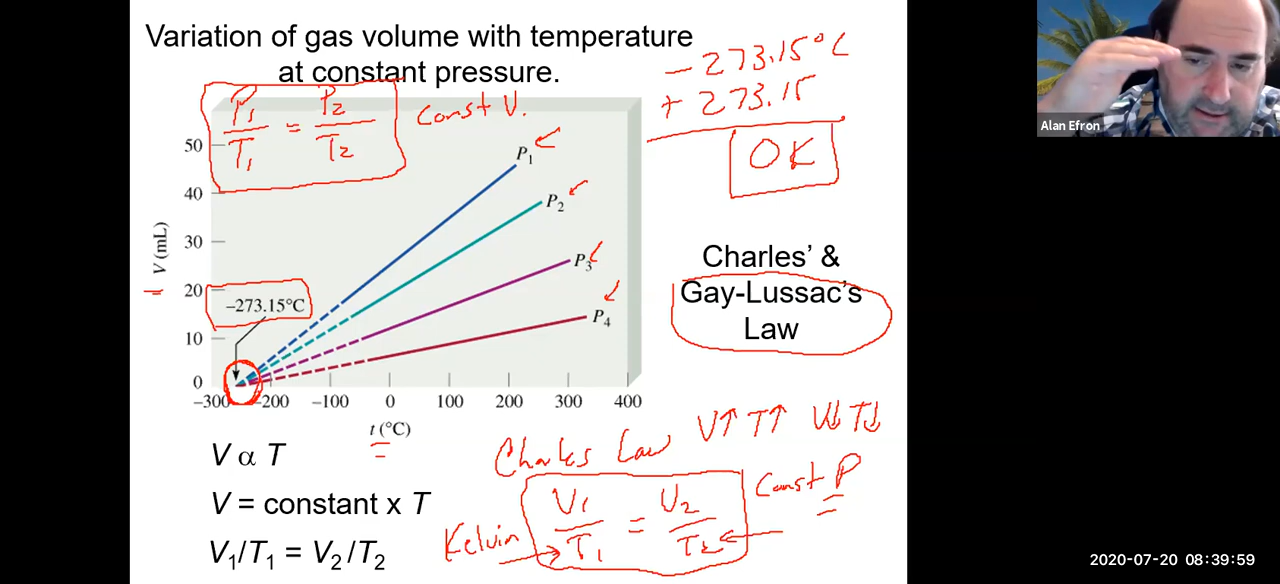 Variation of gas volume with temperature
at constant pressure.
-273.15°C
+ 273.15
0K
P₁/T₁ = P₂/T₂
Const V.
Alan Efron
50
40
30
20
10
0
V (mL)
P₁
P₂
P₃
P₄
–273.15°C
–300 –200 –100 0 100 200 300 400
t (°C)
Charles’ &
Gay-Lussac’s
Law
V↑ T↑ V↓ T↓
Charles Law
Const P
V₁/T₁ = V₂/T₂
Kelvin
V α T
V = constant x T
V₁/T₁ = V₂/T₂
2020-07-20 08:39:59